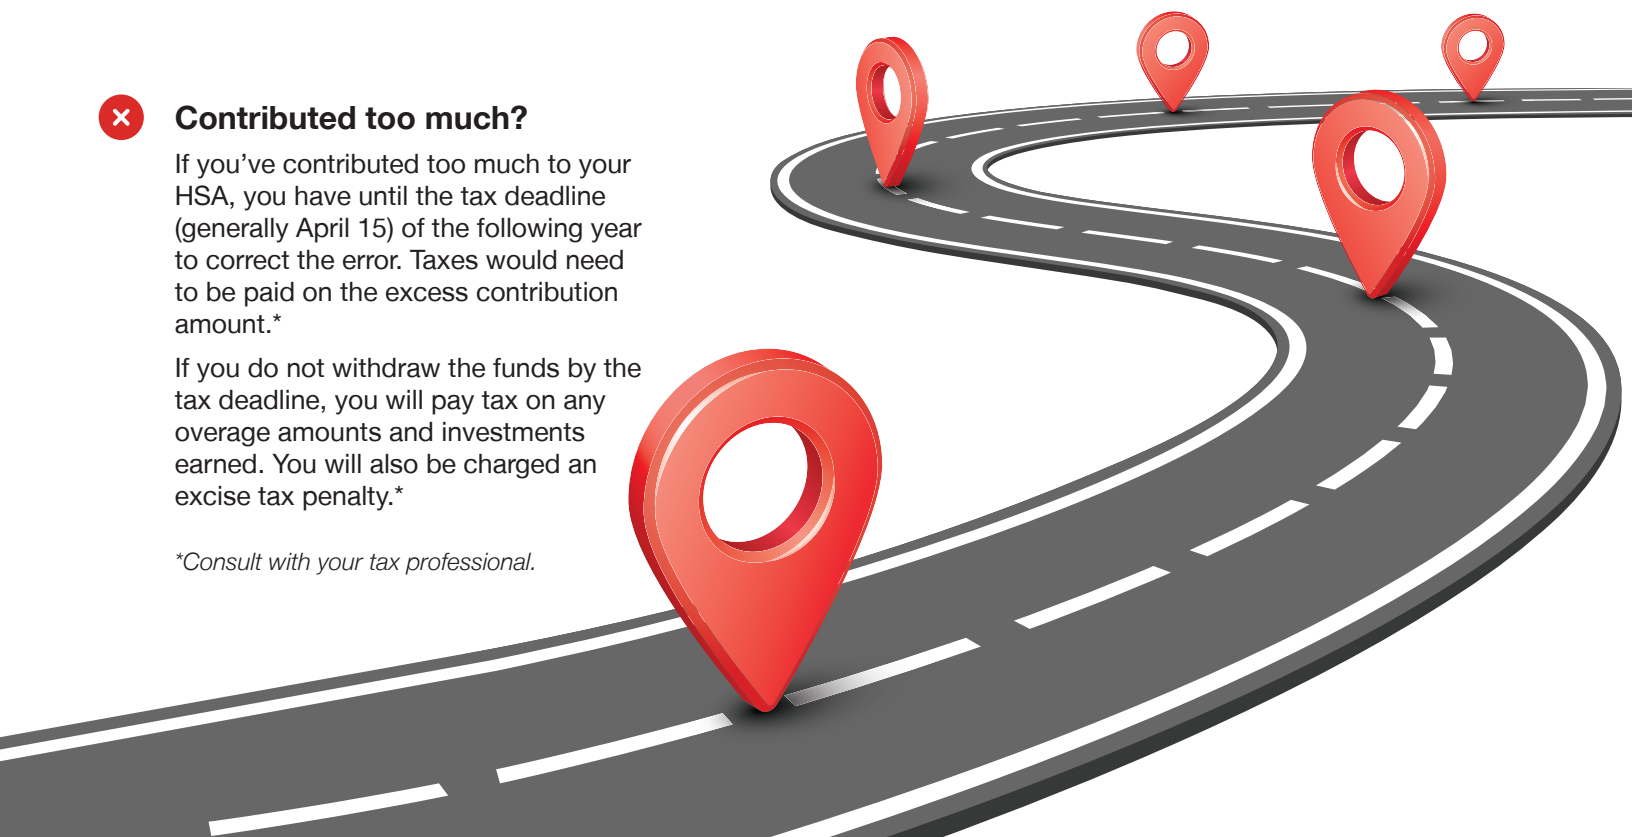 Contributed too much?
If you’ve contributed too much to your
HSA, you have until the tax deadline
(generally April 15) of the following year
to correct the error. Taxes would need
to be paid on the excess contribution
amount.*
If you do not withdraw the funds by the
tax deadline, you will pay tax on any
overage amounts and investments
earned. You will also be charged an
excise tax penalty.*
*Consult with your tax professional.